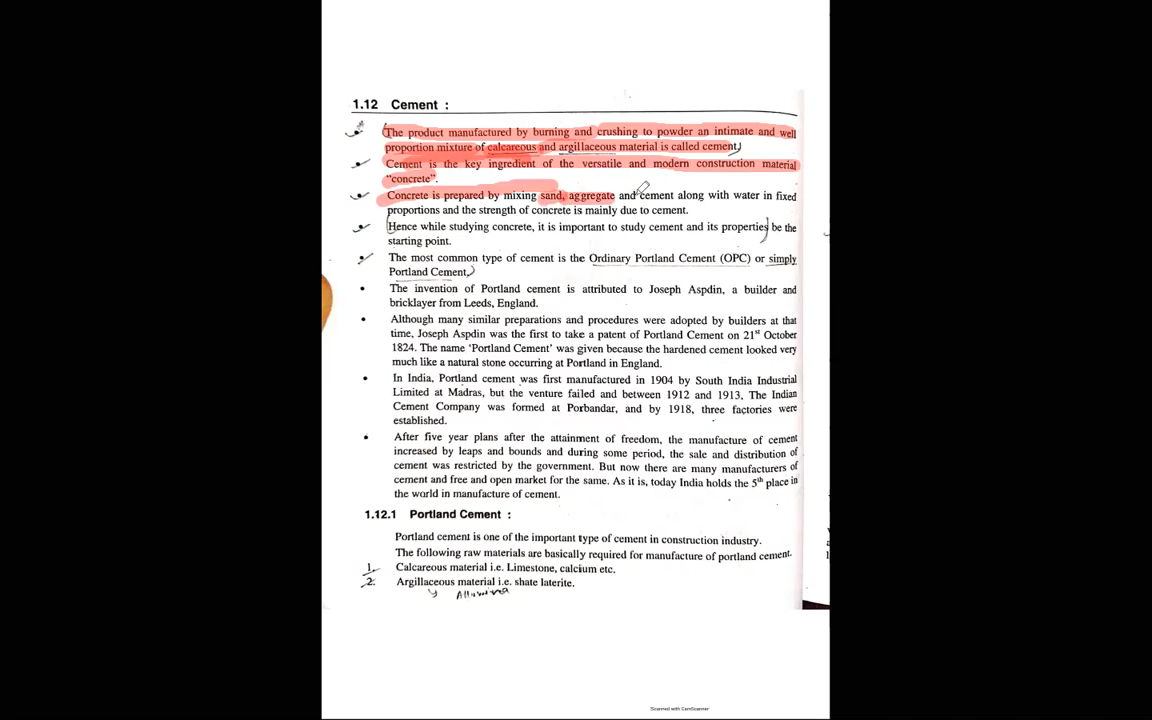 1.12 Cement :
The product manufactured by burning and crushing to powder an intimate and well
proportion mixture of calcareous and argillaceous material is called cement.
Cement is the key ingredient of the versatile and modern construction material
"concrete".
Concrete is prepared by mixing sand, aggregate and cement along with water in fixed
proportions and the strength of concrete is mainly due to cement.
Hence while studying concrete, it is important to study cement and its properties be the
starting point.
The most common type of cement is the Ordinary Portland Cement (OPC) or simply
Portland Cement.
• The invention of Portland cement is attributed to Joseph Aspdin, a builder and
bricklayer from Leeds, England.
• Although many similar preparations and procedures were adopted by builders at that
time, Joseph Aspdin was the first to take a patent of Portland Cement on 21st October
1824. The name 'Portland Cement' was given because the hardened cement looked very
much like a natural stone occurring at Portland in England.
• In India, Portland cement was first manufactured in 1904 by South India Industrial
Limited at Madras, but the venture failed and between 1912 and 1913, The Indian
Cement Company was formed at Porbandar, and by 1918, three factories were
established.
• After five year plans after the attainment of freedom, the manufacture of cement
increased by leaps and bounds and during some period, the sale and distribution of
cement was restricted by the government. But now there are many manufacturers of
cement and free and open market for the same. As it is, today India holds the 5th place in
the world in manufacture of cement.
1.12.1 Portland Cement :
Portland cement is one of the important type of cement in construction industry.
The following raw materials are basically required for manufacture of portland cement.
1. Calcareous material i.e. Limestone, calcium etc.
2. Argillaceous material i.e. shate laterite.
Scanned with CamScanner